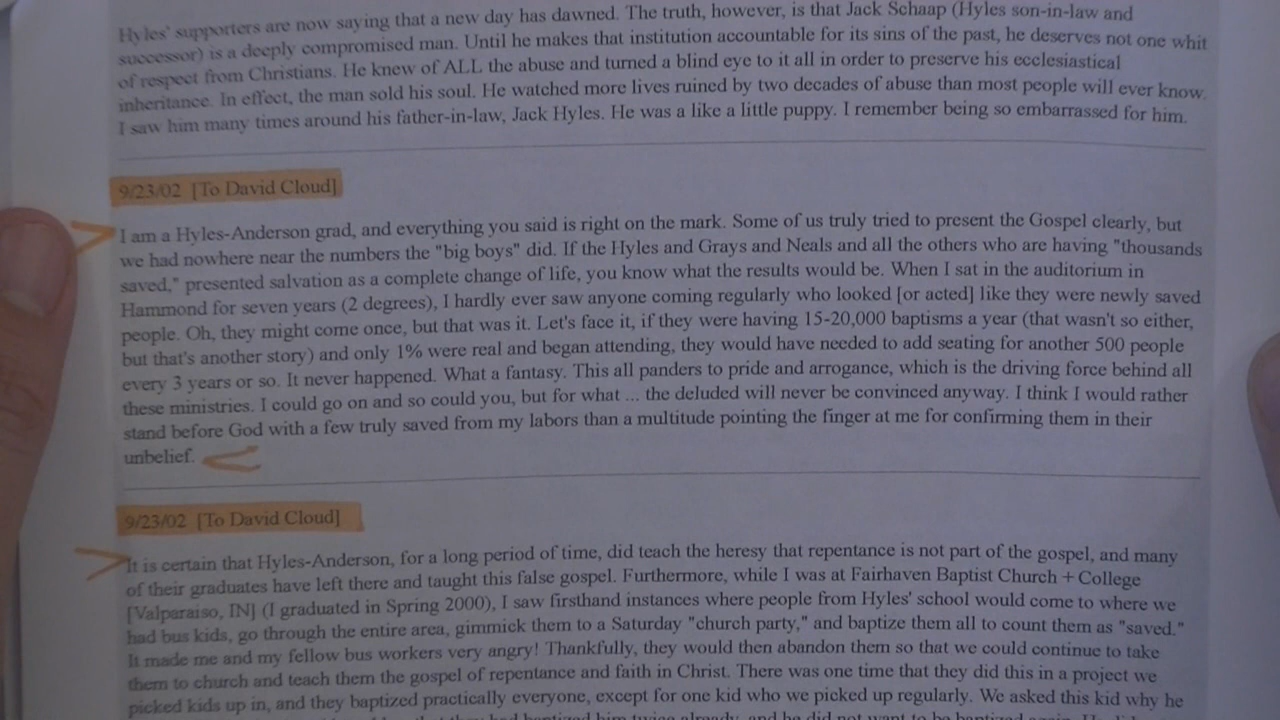 Hyles' supporters are now saying that a new day has dawned. The truth, however, is that Jack Schaap (Hyles son-in-law and
successor) is a deeply compromised man. Until he makes that institution accountable for its sins of the past, he deserves not one whit
of respect from Christians. He knew of ALL the abuse and turned a blind eye to it all in order to preserve his ecclesiastical
inheritance. In effect, the man sold his soul. He watched more lives ruined by two decades of abuse than most people will ever know.
I saw him many times around his father-in-law, Jack Hyles. He was a like a little puppy. I remember being so embarrassed for him.
9/23/02 [To David Cloud]
I am a Hyles-Anderson grad, and everything you said is right on the mark. Some of us truly tried to present the Gospel clearly, but
we had nowhere near the numbers the "big boys" did. If the Hyles and Grays and Neals and all the others who are having "thousands
saved," presented salvation as a complete change of life, you know what the results would be. When I sat in the auditorium in
Hammond for seven years (2 degrees), I hardly ever saw anyone coming regularly who looked [or acted] like they were newly saved
people. Oh, they might come once, but that was it. Let's face it, if they were having 15-20,000 baptisms a year (that wasn't so either,
but that's another story) and only 1% were real and began attending, they would have needed to add seating for another 500 people
every 3 years or so. It never happened. What a fantasy. This all panders to pride and arrogance, which is the driving force behind all
these ministries. I could go on and so could you, but for what ... the deluded will never be convinced anyway. I think I would rather
stand before God with a few truly saved from my labors than a multitude pointing the finger at me for confirming them in their
unbelief.
9/23/02 [To David Cloud]
It is certain that Hyles-Anderson, for a long period of time, did teach the heresy that repentance is not part of the gospel, and many
of their graduates have left there and taught this false gospel. Furthermore, while I was at Fairhaven Baptist Church + College
[Valparaiso, IN] (I graduated in Spring 2000), I saw firsthand instances where people from Hyles' school would come to where we
had bus kids, go through the entire area, gimmick them to a Saturday "church party," and baptize them all to count them as "saved."
It made me and my fellow bus workers very angry! Thankfully, they would then abandon them so that we could continue to take
them to church and teach them the gospel of repentance and faith in Christ. There was one time that they did this in a project we
picked kids up in, and they baptized practically everyone, except for one kid who we picked up regularly. We asked this kid why he
had baptized him twice already, and he did not want to be baptized again.